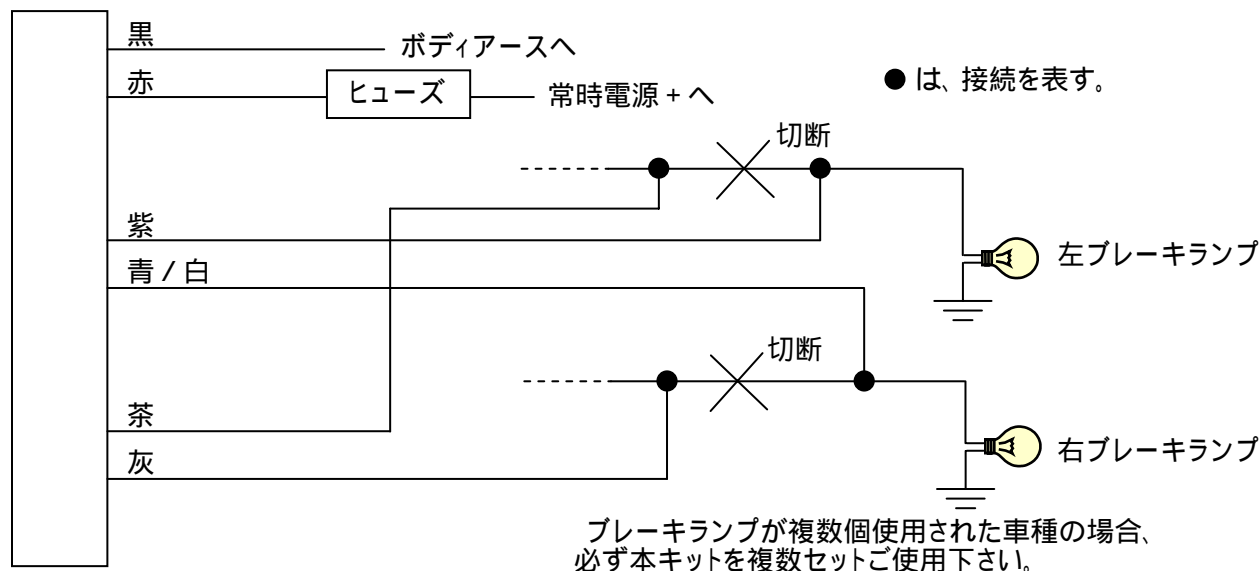 黒
ボディアースへ
赤
ヒューズ
常時電源 + へ
● は、接続を表す。
切断
紫
青 / 白
左ブレーキランプ
切断
茶
灰
右ブレーキランプ
ブレーキランプが複数個使用された車種の場合、
必ず本キットを複数セットご使用下さい。